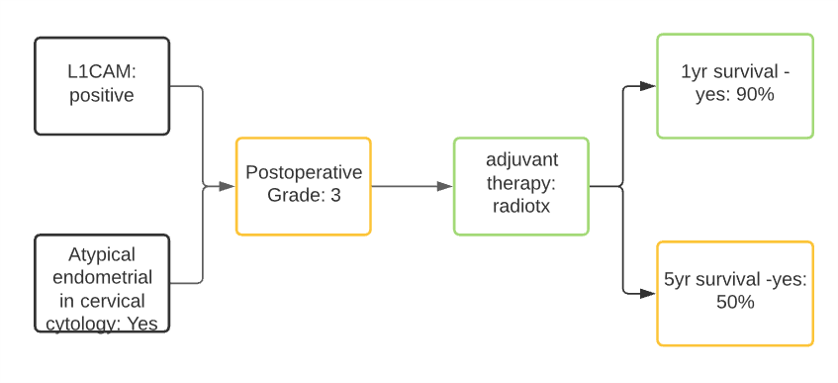 L1CAM:
positive
Atypical
endometrial
in cervical
cytology: Yes
Postoperative
Grade: 3
adjuvant
therapy:
radiotx
1yr survival -
yes: 90%
5yr survival -yes:
50%